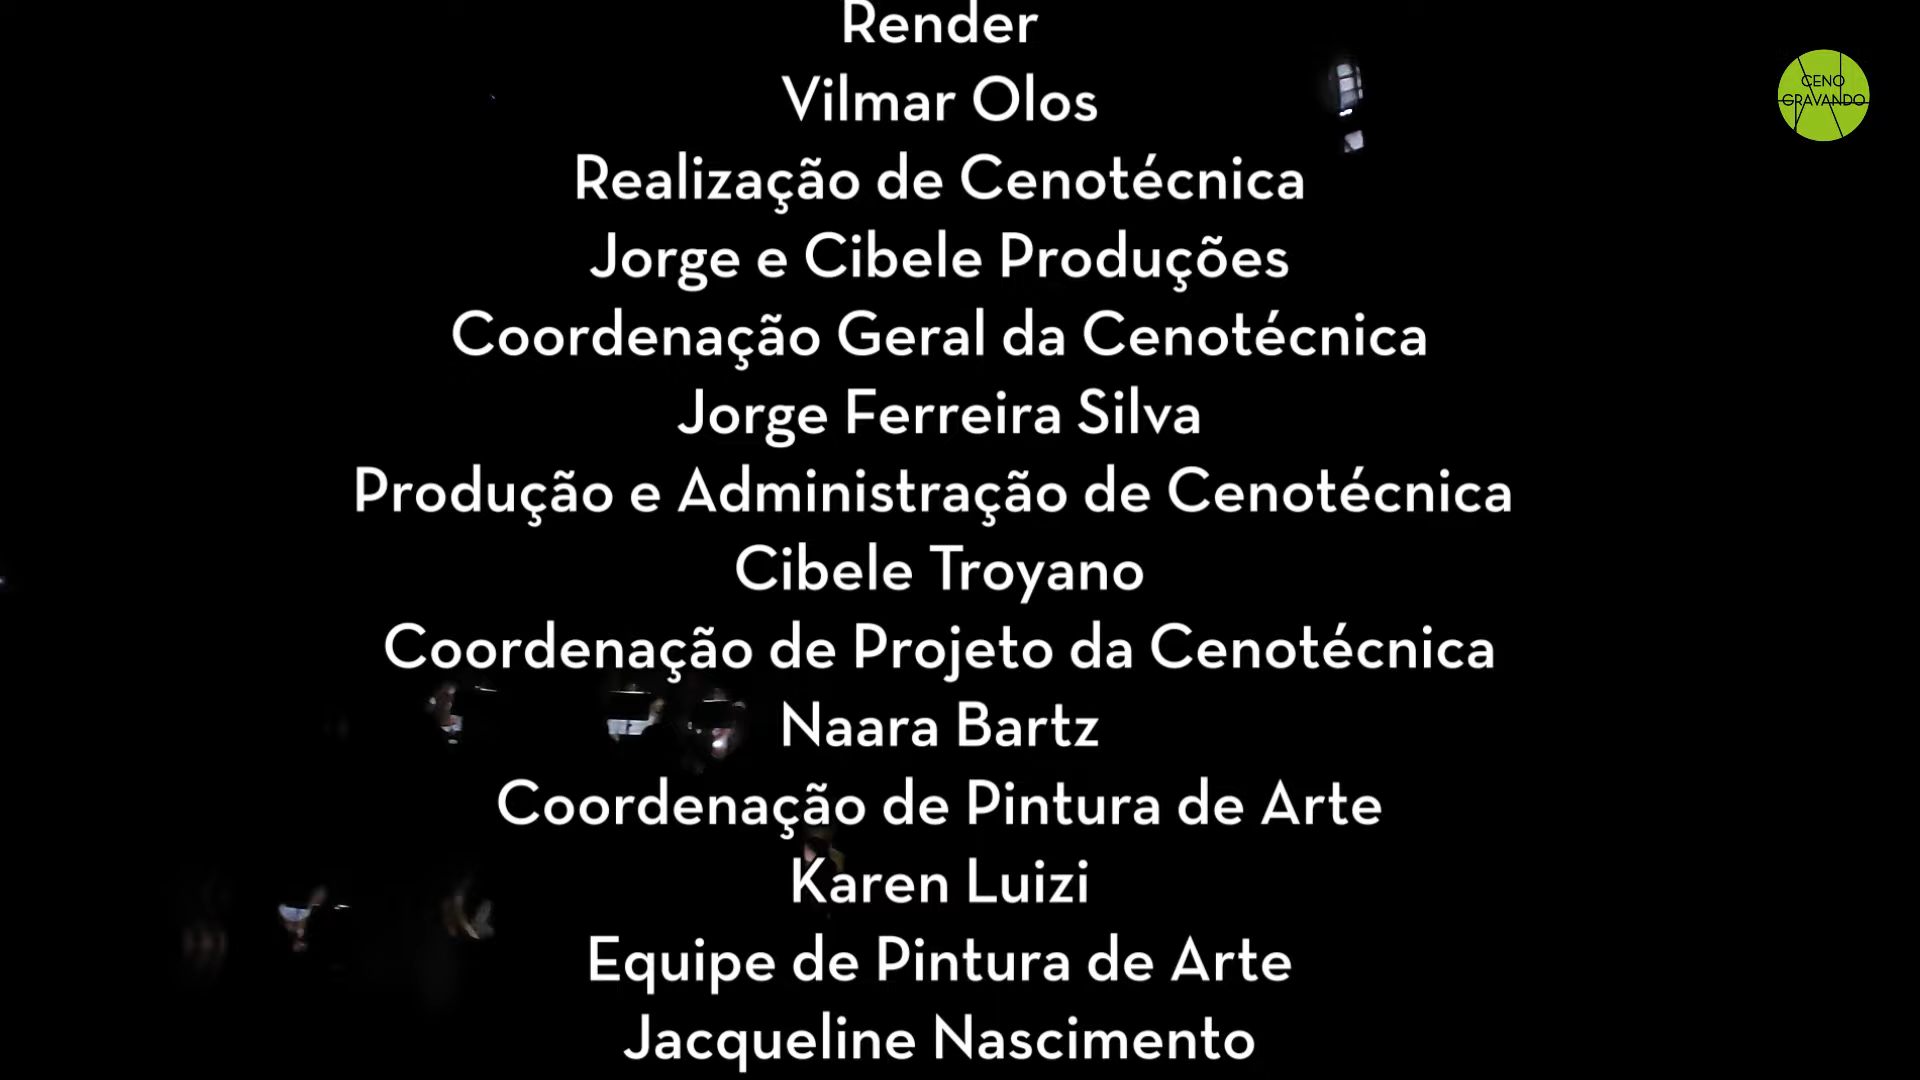 Render
Vilmar Olos
Realização de Cenotécnica
Jorge e Cibele Produções
Coordenação Geral da Cenotécnica
Jorge Ferreira Silva
Produção e Administração de Cenotécnica
Cibele Troyano
Coordenação de Projeto da Cenotécnica
Naara Bartz
Coordenação de Pintura de Arte
Karen Luizi
Equipe de Pintura de Arte
Jacqueline Nascimento
CENO
GRAVANDO